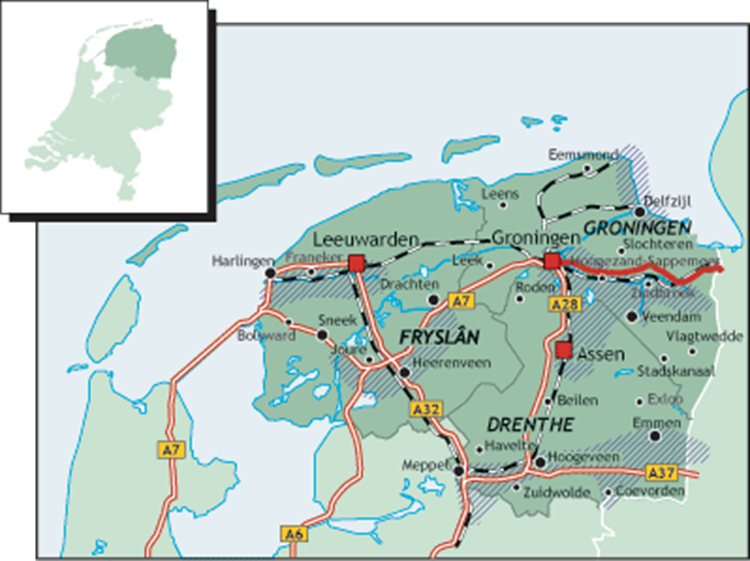 Eemsmond
Leens
Delfzijl
GRONINGEN
Leeuwarden
Groningen
Slochteren
Harlingen
Franeker
Leek
Hoogezand-Sappemeer
Drachten
Roden
Zuidbroek
A7
A28
Veendam
Bolsward
Sneek
FRYSLÂN
Vlagtwedde
Joure
Assen
Heerenveen
Stadskanaal
A32
Beilen
Exloo
DRENTHE
Emmen
A7
Havelte
Meppel
Hoogeveen
A37
Zuidwolde
Coevorden
A6